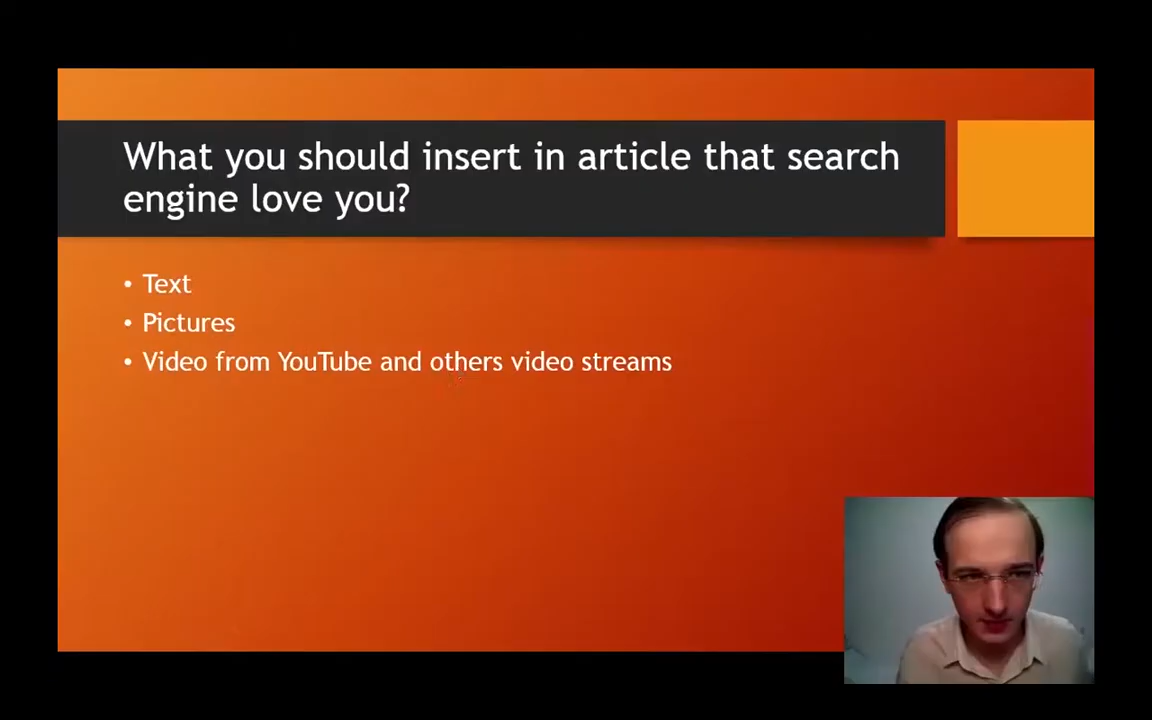 What you should insert in article that search
engine love you?
• Text
• Pictures
• Video from YouTube and others video streams